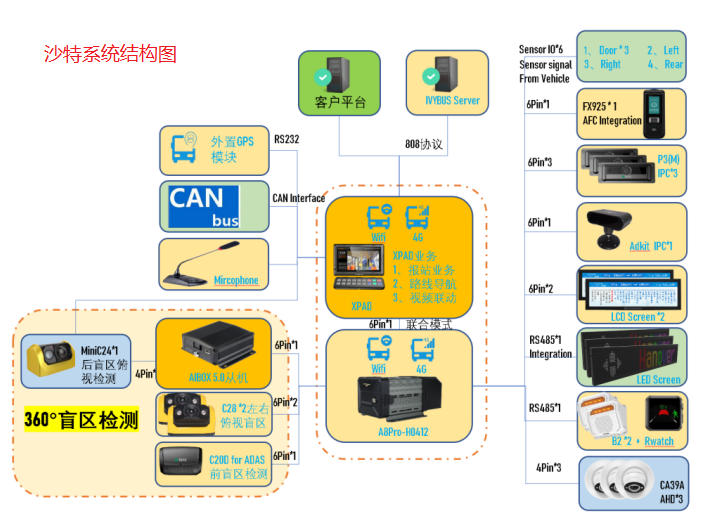 沙特系统结构图
客户平台
IVYBUS Server
808协议
外置GPS
模块
RS232
CAN
bus
CAN Interface
Mircophone
Wifi
4G
XPAD业务
1、报站业务
2、路线导航
3、视频联动
XPAD
6Pin*1
联合模式
Wifi
4G
A8Pro-H0412
MiniC24*1
后盲区俯
视检测
4Pin*
AIBOX 5.0从机
6Pin*1
360°盲区检测
C28 *2左右
俯视盲区
6Pin*2
C20D for ADAS
前盲区检测
6Pin*1
Sensor IO*6
Sensor signal
From Vehicle
1、 Door * 3 2、 Left
3、 Right 4、 Rear
6Pin*1
FX925 * 1
AFC Integration
6Pin*3
P3(M)
IPC*3
6Pin*1
Adkit IPC*1
6Pin*2
LCD Screen *2
RS485*1
Integration
LED Screen
RS485*1
B2 *2 + Rwatch
4Pin*3
CA39A
AHD*3